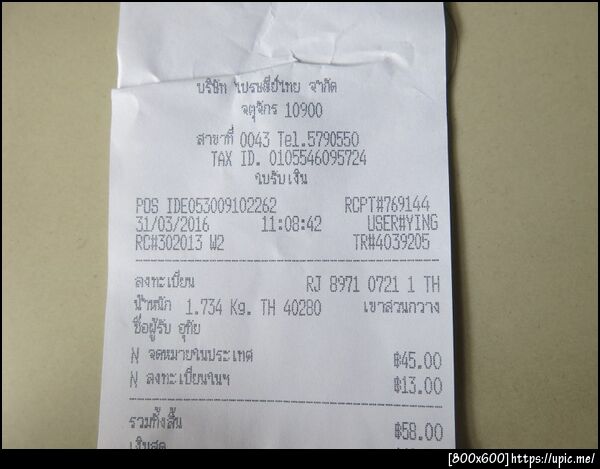 บริษัท ไปรษณีย์ไทย จำกัด
จตุจักร 10900
สาขาที่ 0043 Tel.5790550
TAX ID. 0105546095724
ใบรับเงิน
POS IDE053009102262 RCPT#769144
31/03/2016 11:08:42 USER#YING
RC#302013 W2 TR#4039205
ลงทะเบียน RJ 8971 0721 1 TH
น้ำหนัก 1.734 Kg. TH 40280 เขาสวนกวาง
ชื่อผู้รับ อุทัย
N จดหมายในประเทศ ฿45.00
N ลงทะเบียนในฯ ฿13.00
รวมทั้งสิ้น ฿58.00
เงินสด
[800x600]https://upic.me/